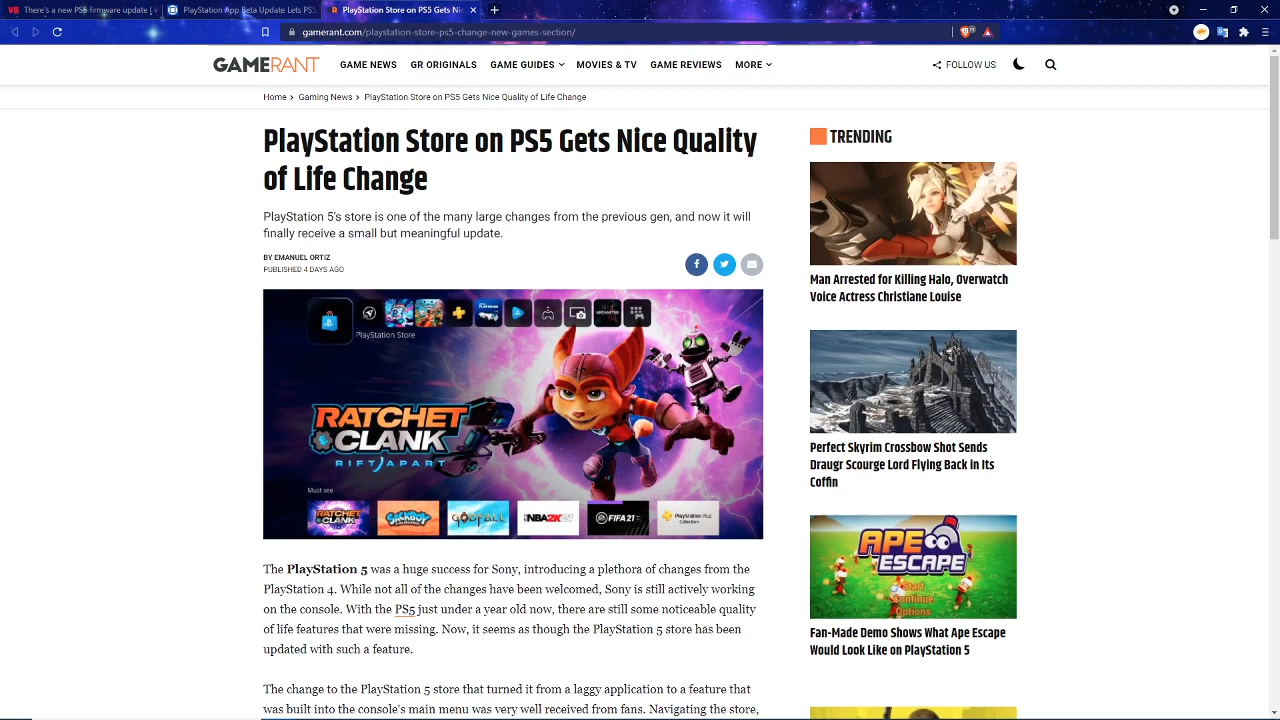 There's a new PS5 firmware update [
PlayStation App Beta Update Lets PS5
PlayStation Store on PS5 Gets Nic
gamerant.com/playstation-store-ps5-change-new-games-section/
GAMERANT
GAME NEWS
GR ORIGINALS
GAME GUIDES
MOVIES & TV
GAME REVIEWS
MORE
FOLLOW US
Home > Gaming News > PlayStation Store on PS5 Gets Nice Quality of Life Change
PlayStation Store on PS5 Gets Nice Quality
of Life Change
PlayStation 5's store is one of the many large changes from the previous gen, and now it will
finally receive a small but meaningful update.
BY EMANUEL ORTIZ
PUBLISHED 4 DAYS AGO
PlayStation Store
RATCHET
CLANK
RIFT APART
Must see
RATCHET
CLANK
SACKBOY
GODFALL
NBA2K21
FIFA 21
PlayStation Plus
Collection
The PlayStation 5 was a huge success for Sony, introducing a plethora of changes from the
PlayStation 4. While not all of the changes have been welcomed, Sony is still actively working
on the console. With the PS5 just under a year old now, there are still some noticeable quality
of life features that were missing. Now, it seems as though the PlayStation 5 store has been
updated with such a feature.
The change to the PlayStation 5 store that turned it from a laggy application to a feature that
was built into the console's main menu was very well received from fans. Navigating the store,
TRENDING
Man Arrested for Killing Halo, Overwatch
Voice Actress Christiane Louise
Perfect Skyrim Crossbow Shot Sends
Draugr Scourge Lord Flying Back in Its
Coffin
APE
ESCAPE
Start
Continue
Options
Fan-Made Demo Shows What Ape Escape
Would Look Like on PlayStation 5